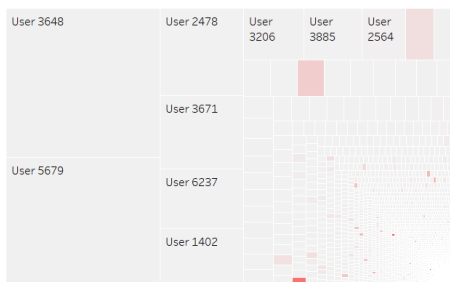 User 3648
User 2478
User
3206
User
3885
User
2564
User 3671
User 5679
User 6237
User 1402